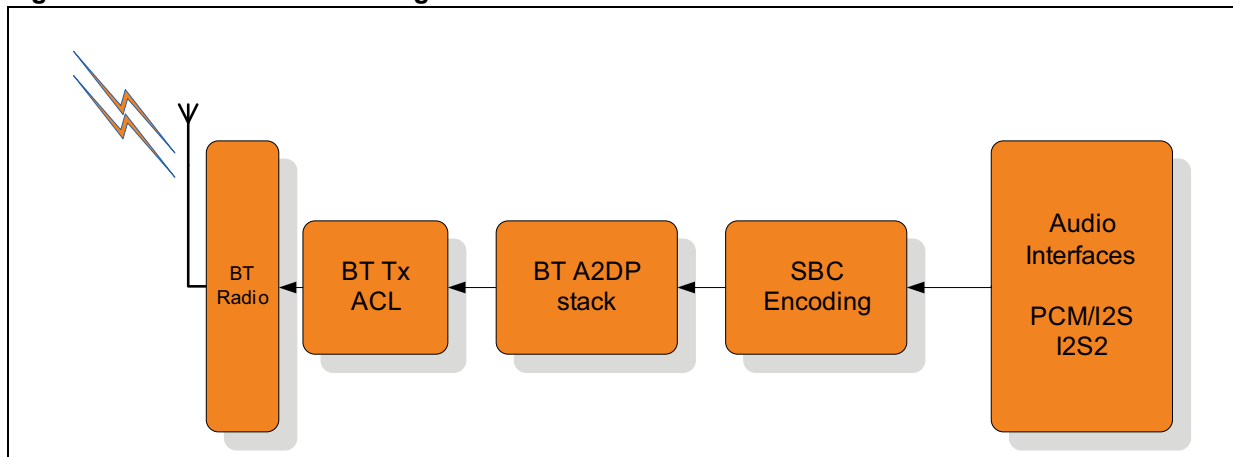 BT
Radio
BT Tx
ACL
BT A2DP
stack
SBC
Encoding
Audio
Interfaces
PCM/I2S
I2S2